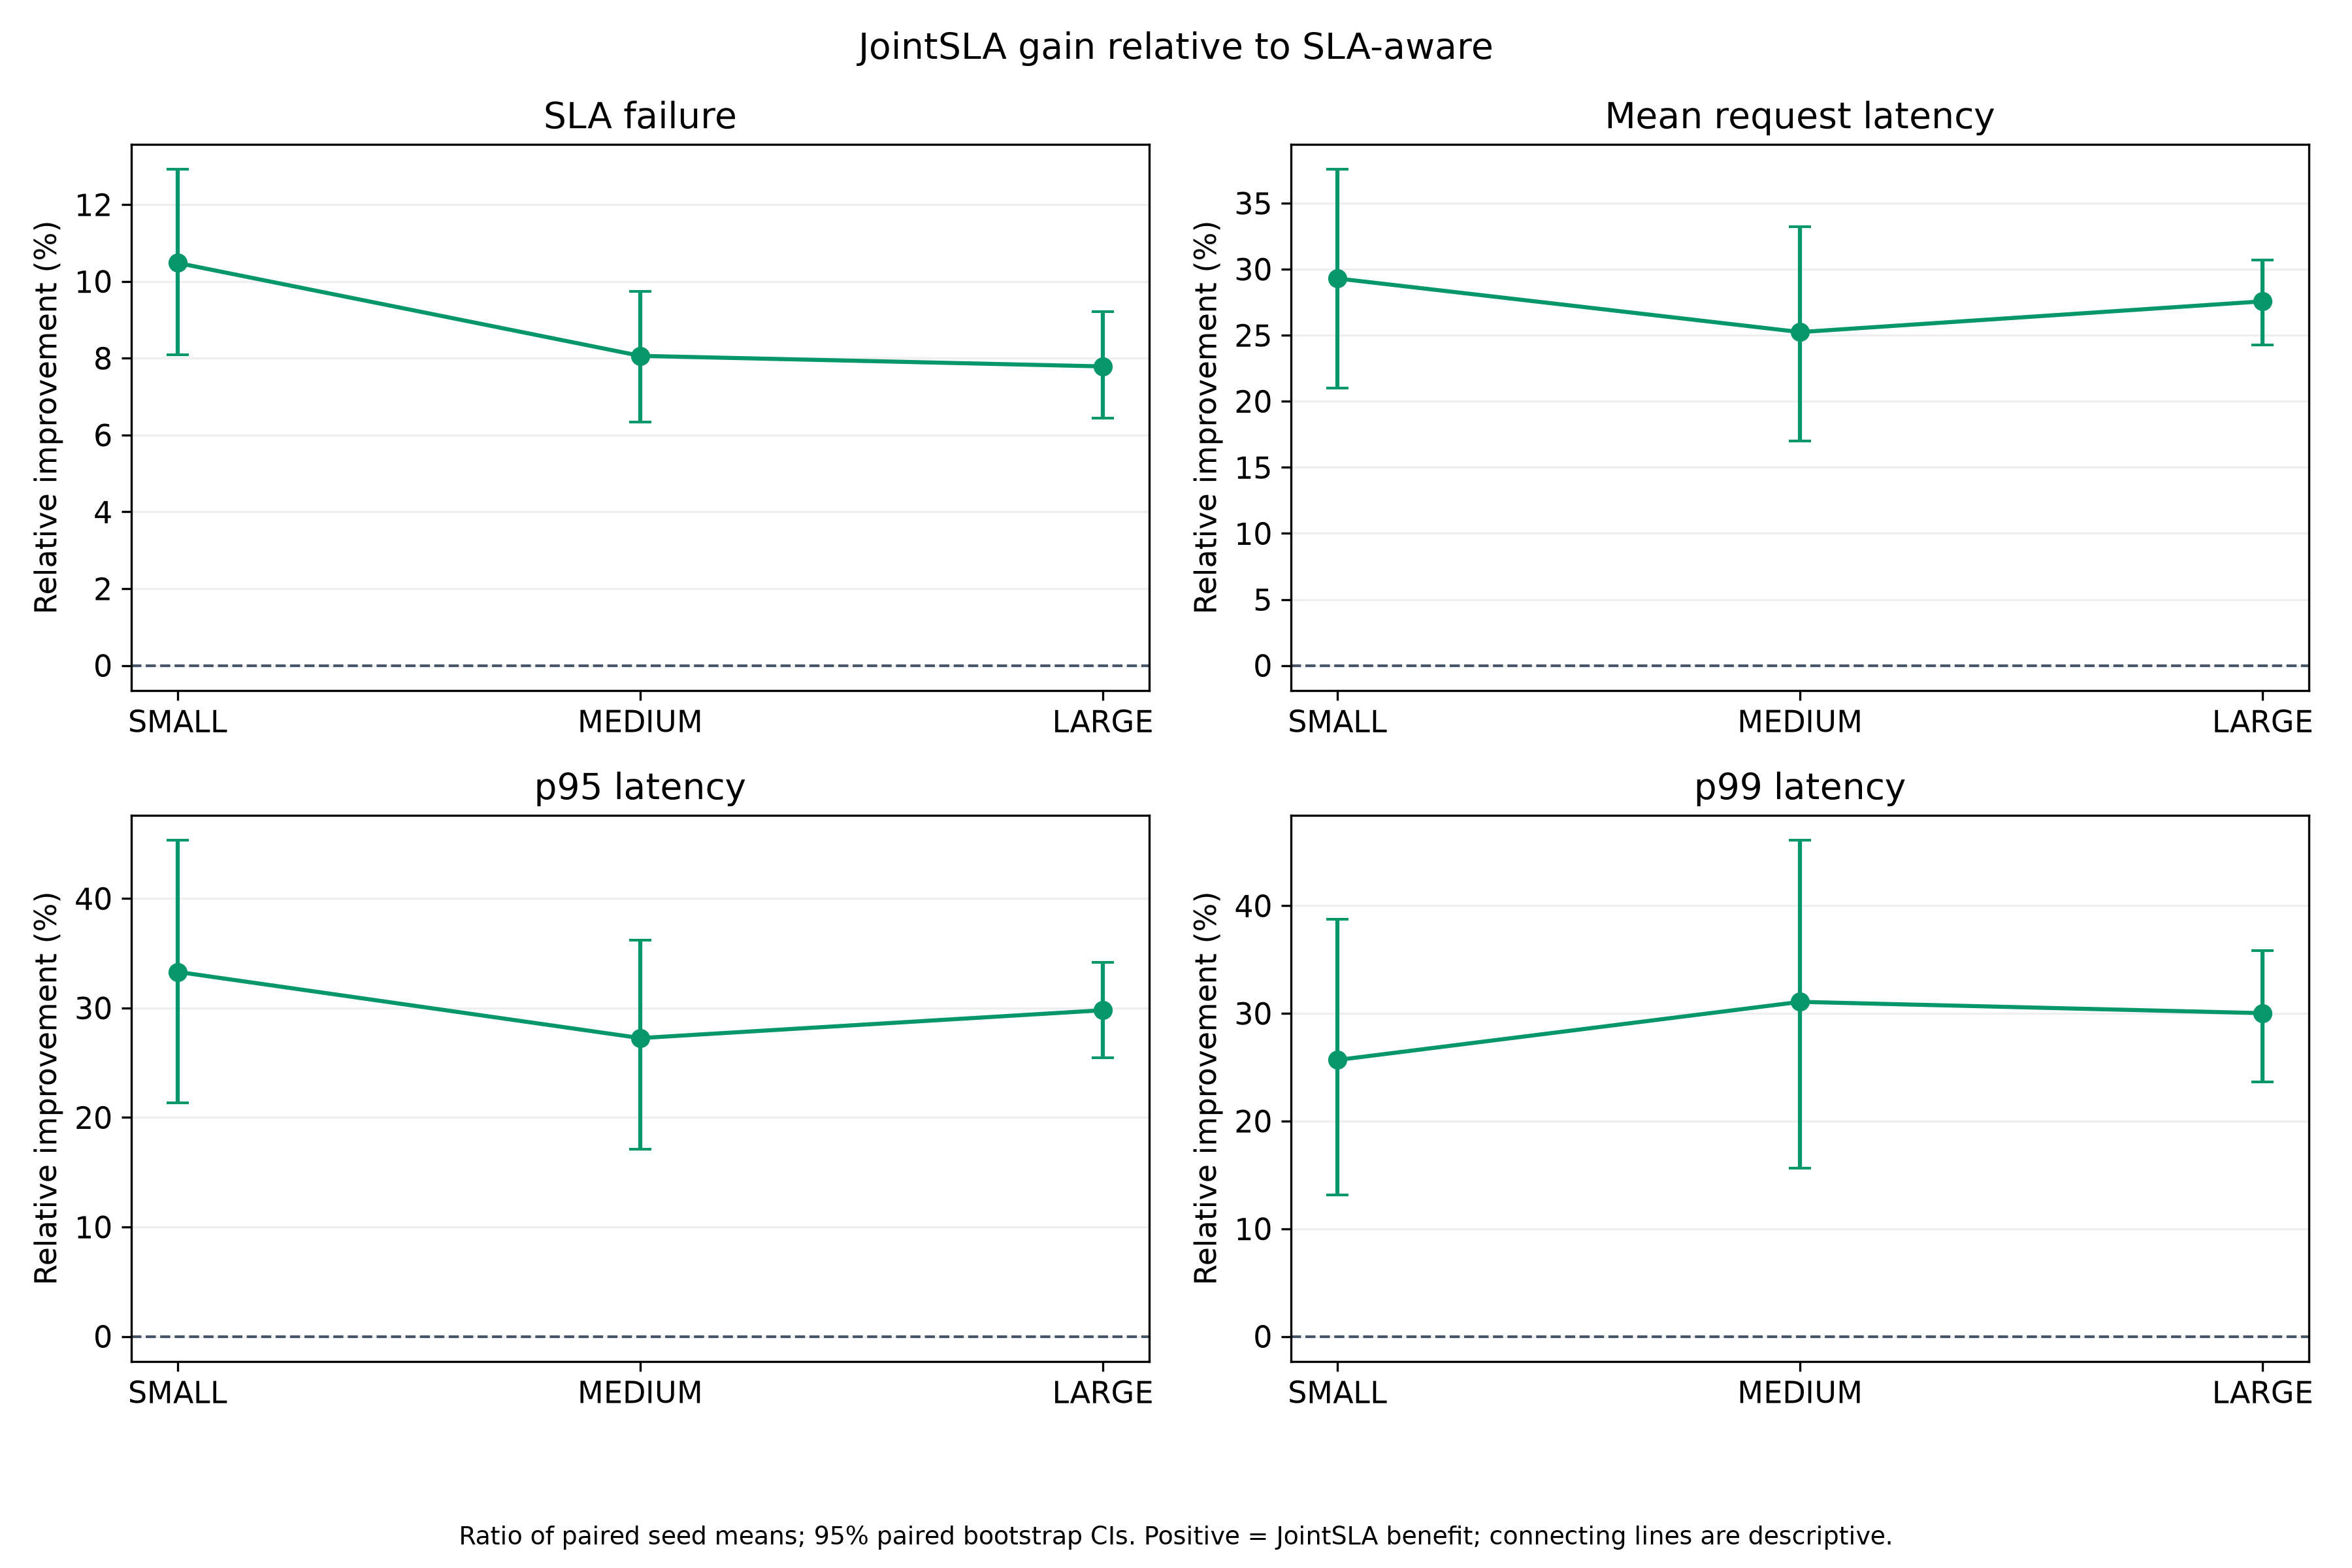 JointSLA gain relative to SLA-aware
SLA failure
Relative improvement (%)
12
10
8
6
4
2
0
SMALL MEDIUM LARGE
Mean request latency
Relative improvement (%)
35
30
25
20
15
10
5
0
SMALL MEDIUM LARGE
p95 latency
Relative improvement (%)
40
30
20
10
0
SMALL MEDIUM LARGE
p99 latency
Relative improvement (%)
40
30
20
10
0
SMALL MEDIUM LARGE
Ratio of paired seed means; 95% paired bootstrap CIs. Positive = JointSLA benefit; connecting lines are descriptive.